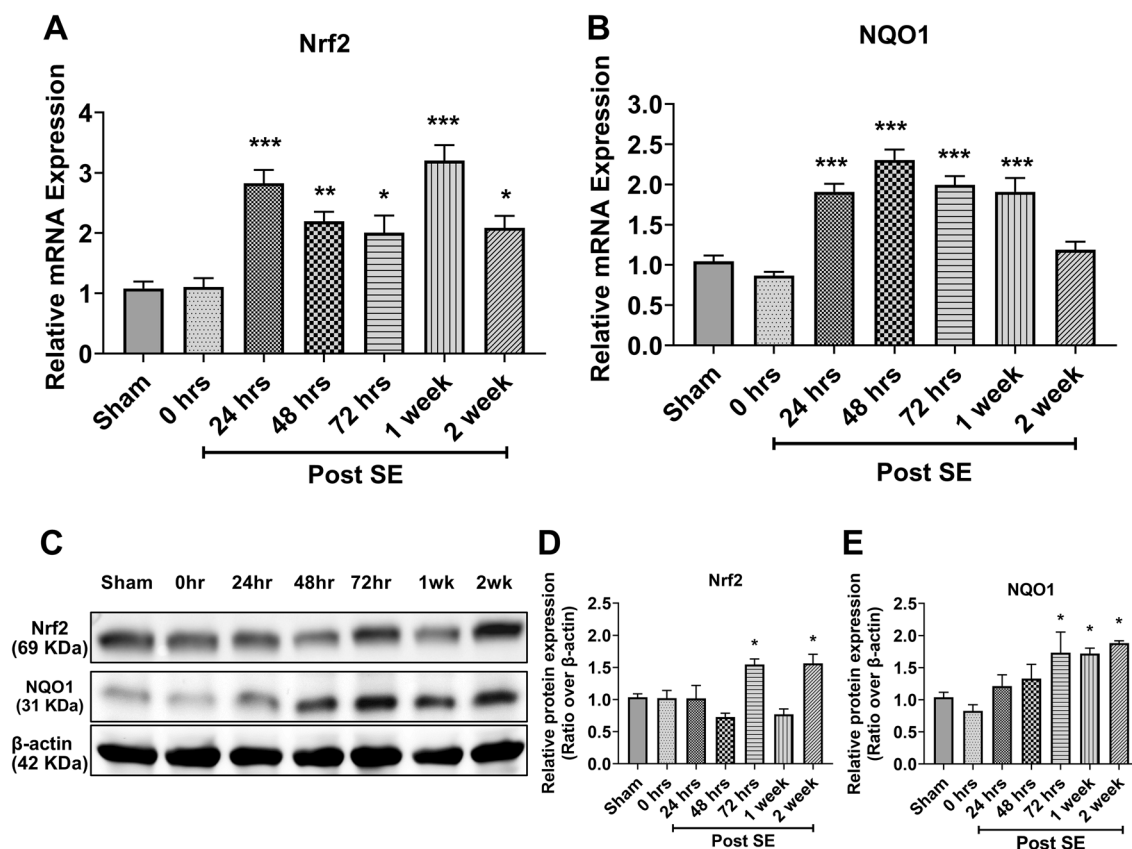 A
Nrf2
Relative mRNA Expression
4
3
2
1
0
***
**
*
***
*
Sham
0 hrs
24 hrs
48 hrs
72 hrs
1 week
2 week
Post SE
B
NQO1
Relative mRNA Expression
3.0
2.5
2.0
1.5
1.0
0.5
0.0
***
***
***
***
Sham
0 hrs
24 hrs
48 hrs
72 hrs
1 week
2 week
Post SE
C
Sham 0hr 24hr 48hr 72hr 1wk 2wk
Nrf2
(69 KDa)
NQO1
(31 KDa)
β-actin
(42 KDa)
D
Nrf2
Relative protein expression
(Ratio over β-actin)
2.5
2.0
1.5
1.0
0.5
0.0
*
*
Sham
0 hrs
24 hrs
48 hrs
72 hrs
1 week
2 week
Post SE
E
NQO1
Relative protein expression
(Ratio over β-actin)
2.5
2.0
1.5
1.0
0.5
0.0
*
*
*
Sham
0 hrs
24 hrs
48 hrs
72 hrs
1 week
2 week
Post SE